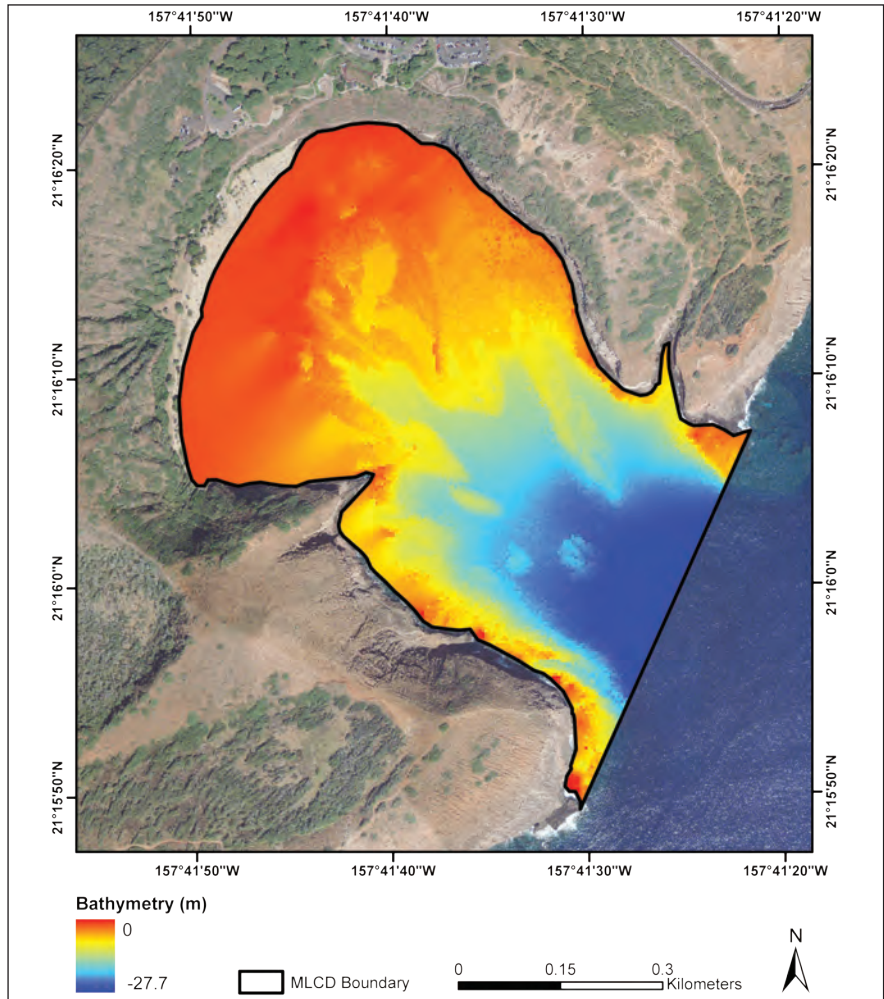 157°41'50"W 157°41'40"W 157°41'30"W 157°41'20"W
21°16'20"N 21°16'20"N
21°16'10"N 21°16'10"N
21°16'0"N 21°16'0"N
21°15'50"N 21°15'50"N
157°41'50"W 157°41'40"W 157°41'30"W 157°41'20"W
Bathymetry (m)
0
-27.7
MLCD Boundary
0 0.15 0.3
Kilometers
N